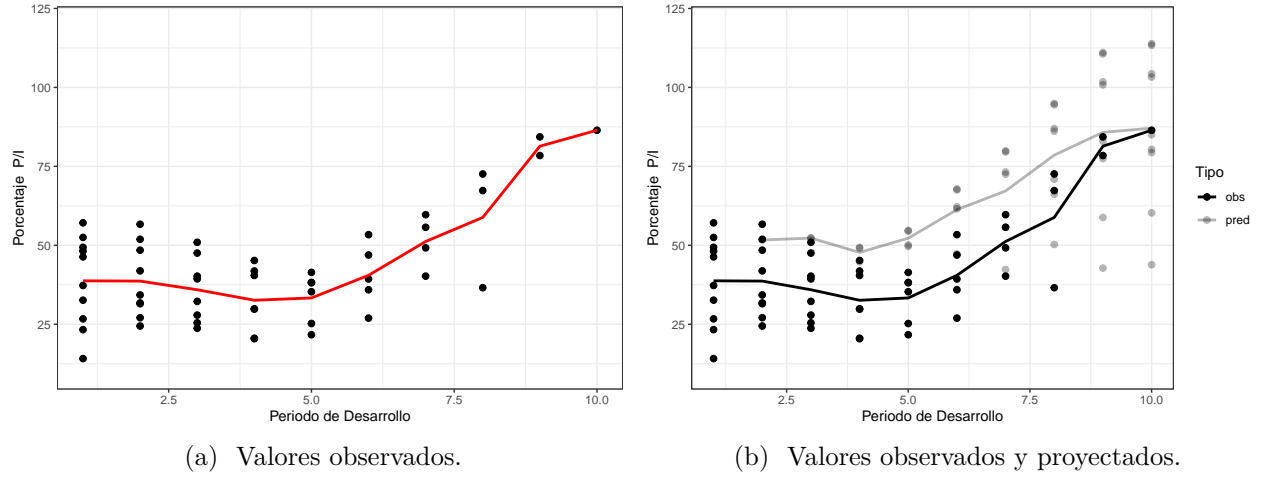 125
100
75
50
25
Porcentaje P/I
2.5
5.0
7.5
10.0
Periodo de Desarrollo
(a) Valores observados.
125
100
75
50
25
Porcentaje P/I
2.5
5.0
7.5
10.0
Periodo de Desarrollo
Tipo
obs
pred
(b) Valores observados y proyectados.